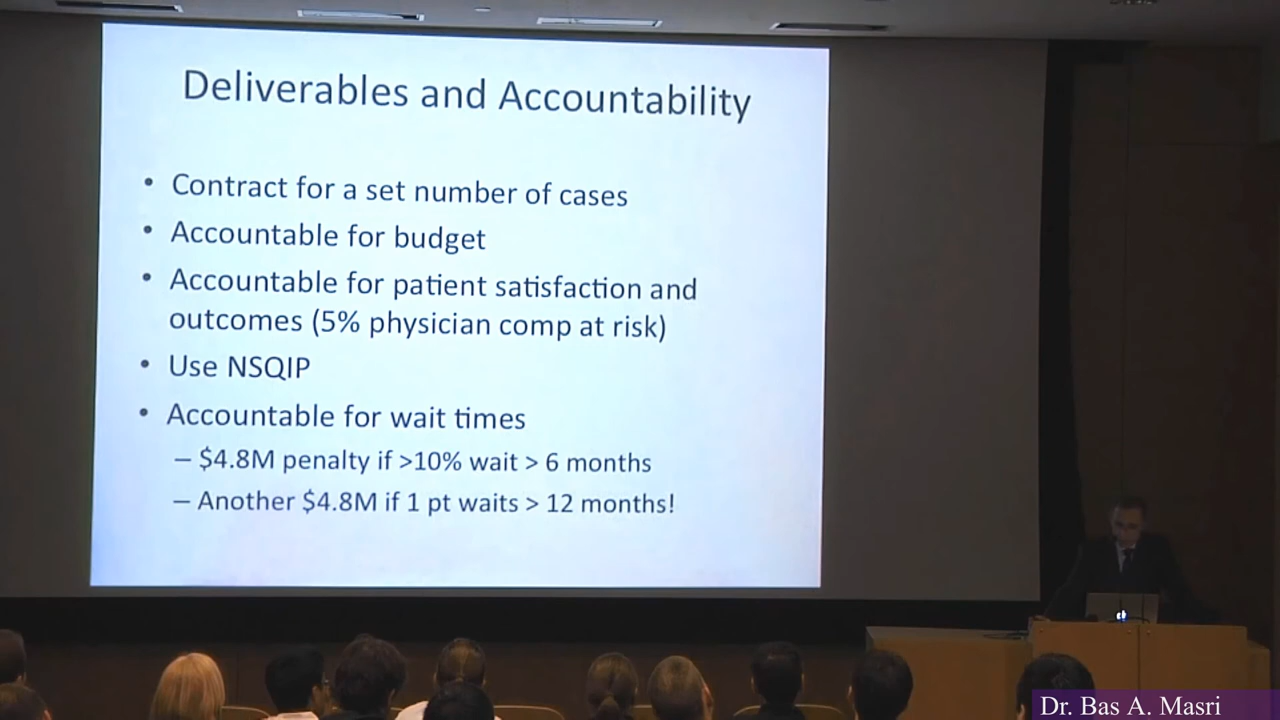 Deliverables and Accountability
• Contract for a set number of cases
• Accountable for budget
• Accountable for patient satisfaction and
outcomes (5% physician comp at risk)
• Use NSQIP
• Accountable for wait times
– $4.8M penalty if >10% wait > 6 months
– Another $4.8M if 1 pt waits > 12 months!
Dr. Bas A. Masri